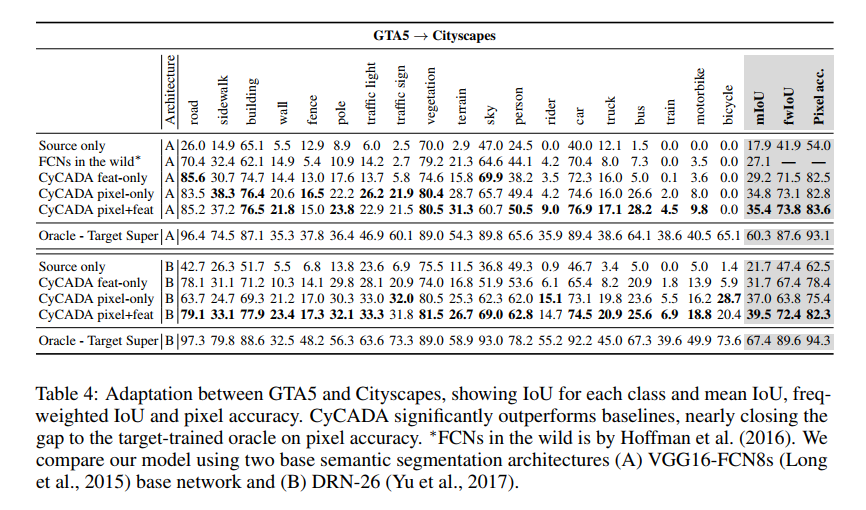 GTA5 → Cityscapes
Architecture road sidewalk building wall fence pole traffic light traffic sign vegetation terrain sky person rider car truck bus train motorbike bicycle mIoU fwIoU Pixel acc.
Source only A 26.0 14.9 65.1 5.5 12.9 8.9 6.0 2.5 70.0 2.9 47.0 24.5 0.0 40.0 12.1 1.5 0.0 0.0 0.0 17.9 41.9 54.0
FCNs in the wild* A 70.4 32.4 62.1 14.9 5.4 10.9 14.2 2.7 79.2 21.3 64.6 44.1 4.2 70.4 8.0 7.3 0.0 3.5 0.0 27.1 — —
CyCADA feat-only A 85.6 30.7 74.7 14.4 13.0 17.6 13.7 5.8 74.6 15.8 69.9 38.2 3.5 72.3 16.0 5.0 0.1 3.6 0.0 29.2 71.5 82.5
CyCADA pixel-only A 83.5 38.3 76.4 20.6 16.5 22.2 26.2 21.9 80.4 28.7 65.7 49.4 4.2 74.6 16.0 26.6 2.0 8.0 0.0 34.8 73.1 82.8
CyCADA pixel+feat A 85.2 37.2 76.5 21.8 15.0 23.8 22.9 21.5 80.5 31.3 60.7 50.5 9.0 76.9 17.1 28.2 4.5 9.8 0.0 35.4 73.8 83.6
Oracle - Target Super A 96.4 74.5 87.1 35.3 37.8 36.4 46.9 60.1 89.0 54.3 89.8 65.6 35.9 89.4 38.6 64.1 38.6 40.5 65.1 60.3 87.6 93.1
Source only B 42.7 26.3 51.7 5.5 6.8 13.8 23.6 6.9 75.5 11.5 36.8 49.3 0.9 46.7 3.4 5.0 0.0 5.0 1.4 21.7 47.4 62.5
CyCADA feat-only B 78.1 31.1 71.2 10.3 14.1 29.8 28.1 20.9 74.0 16.8 51.9 53.6 6.1 65.4 8.2 20.9 1.8 13.9 5.9 31.7 67.4 78.4
CyCADA pixel-only B 63.7 24.7 69.3 21.2 17.0 30.3 33.0 32.0 80.5 25.3 62.3 62.0 15.1 73.1 19.8 23.6 5.5 16.2 28.7 37.0 63.8 75.4
CyCADA pixel+feat B 79.1 33.1 77.9 23.4 17.3 32.1 33.3 31.8 81.5 26.7 69.0 62.8 14.7 74.5 20.9 25.6 6.9 18.8 20.4 39.5 72.4 82.3
Oracle - Target Super B 97.3 79.8 88.6 32.5 48.2 56.3 63.6 73.3 89.0 58.9 93.0 78.2 55.2 92.2 45.0 67.3 39.6 49.9 73.6 67.4 89.6 94.3
Table 4: Adaptation between GTA5 and Cityscapes, showing IoU for each class and mean IoU, freq-
weighted IoU and pixel accuracy. CyCADA significantly outperforms baselines, nearly closing the
gap to the target-trained oracle on pixel accuracy. *FCNs in the wild is by Hoffman et al. (2016). We
compare our model using two base semantic segmentation architectures (A) VGG16-FCN8s (Long
et al., 2015) base network and (B) DRN-26 (Yu et al., 2017).